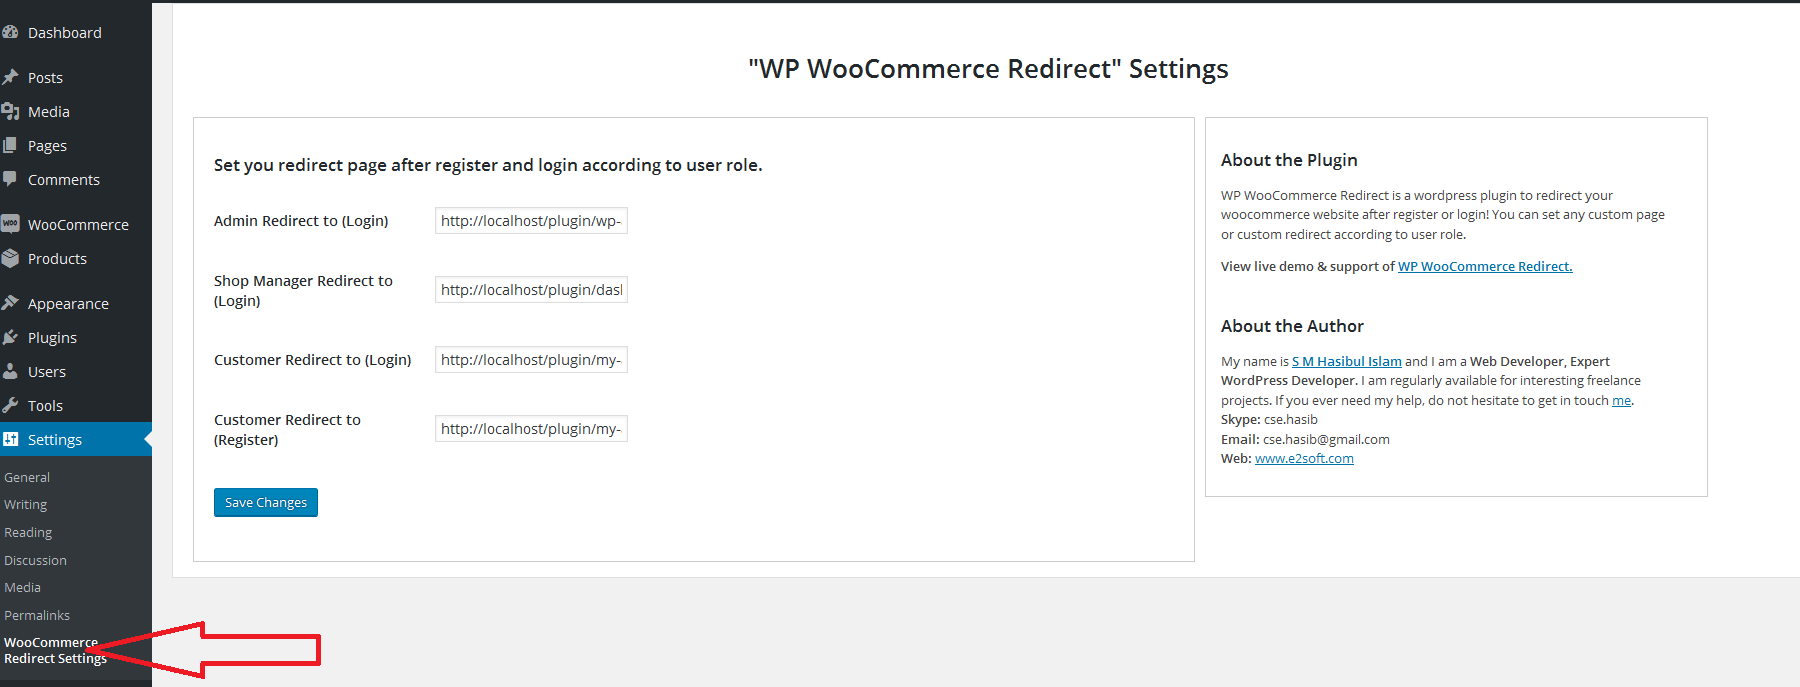 Dashboard
Posts
Media
Pages
Comments
WOO
WooCommerce
Products
Appearance
Plugins
Users
Tools
Settings
General
Writing
Reading
Discussion
Media
Permalinks
WooCommerce
Redirect Settings
"WP WooCommerce Redirect" Settings
Set you redirect page after register and login according to user role.
Admin Redirect to (Login)
http://localhost/plugin/wp-
Shop Manager Redirect to
(Login)
http://localhost/plugin/dasl
Customer Redirect to (Login)
http://localhost/plugin/my-
Customer Redirect to
(Register)
http://localhost/plugin/my-
Save Changes
About the Plugin
WP WooCommerce Redirect is a wordpress plugin to redirect your
woocommerce website after register or login! You can set any custom page
or custom redirect according to user role.
View live demo & support of WP WooCommerce Redirect.
About the Author
My name is S M Hasibul Islam and I am a Web Developer, Expert
WordPress Developer. I am regularly available for interesting freelance
projects. If you ever need my help, do not hesitate to get in touch me.
Skype: cse.hasib
Email: cse.hasib@gmail.com
Web: www.e2soft.com